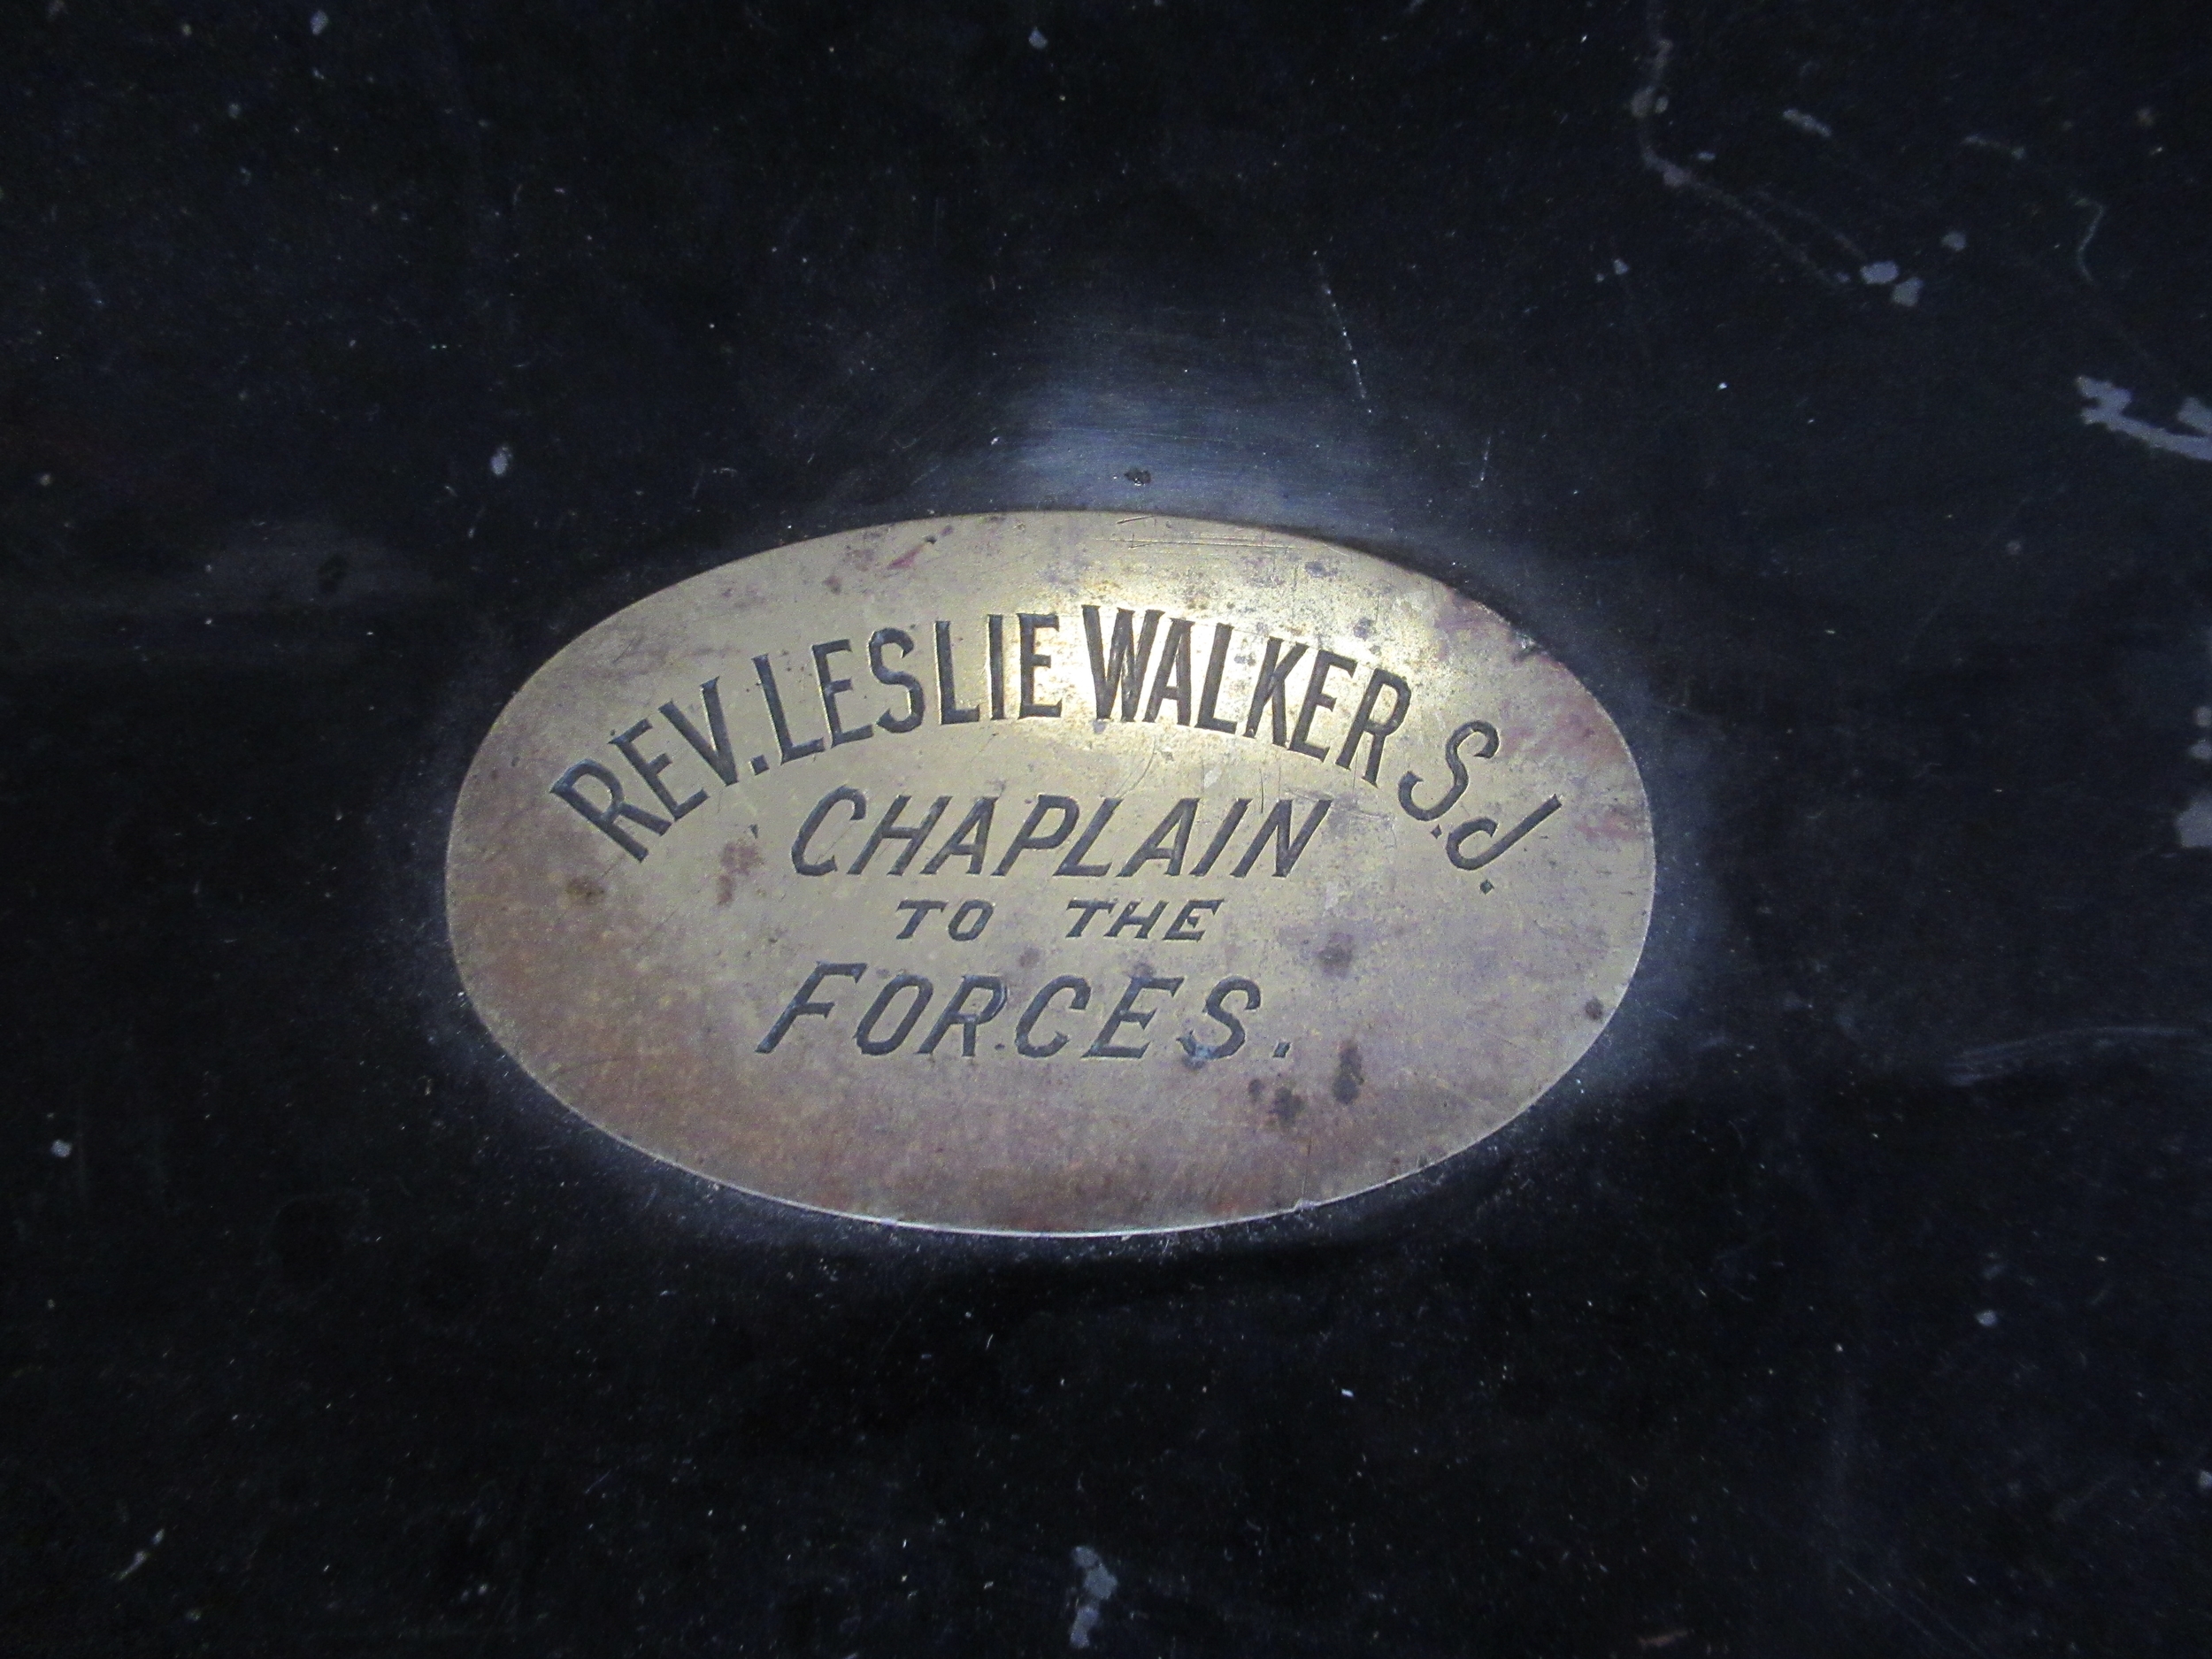 REV. LESLIE WALKER S.J.
CHAPLAIN
TO THE
FORCES.